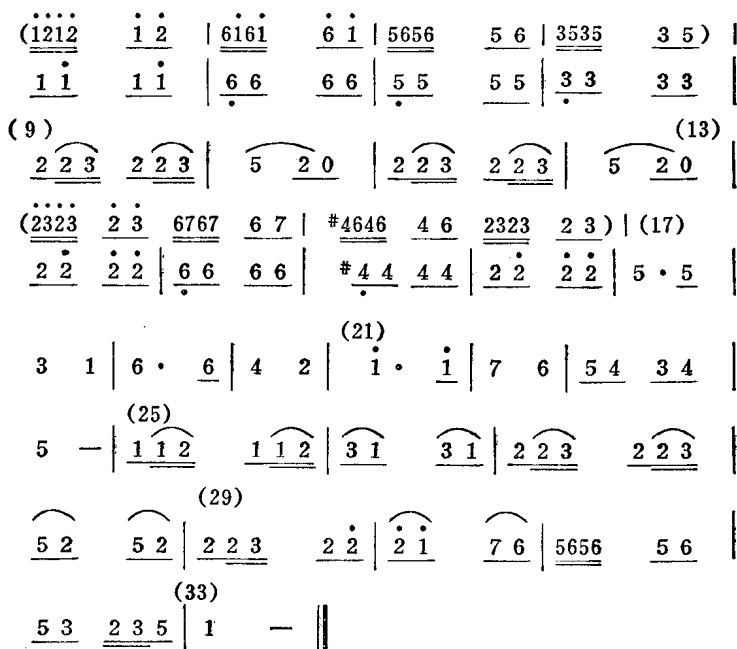 (1212 1 2 | 6161 6 1 | 5656 5 6 | 3535 3 5) |
1 1 1 1 | 6 6 6 6 | 5 5 5 5 | 3 3 3 3 |
(9) (13)
2 2 3 2 2 3 | 5 2 0 | 2 2 3 2 2 3 | 5 2 0
(2323 2 3 6767 6 7 | #4646 4 6 2323 2 3) | (17)
2 2 2 2 | 6 6 6 6 | #4 4 4 4 | 2 2 2 2 | 5 · 5 |
(21)
3 1 | 6 · 6 | 4 2 | 1 · 1 | 7 6 | 5 4 3 4 |
(25)
5 — | 1 1 2 1 1 2 | 3 1 3 1 | 2 2 3 2 2 3 |
(29)
5 2 5 2 | 2 2 3 2 2 | 2 1 7 6 | 5656 5 6 |
(33)
5 3 2 3 5 | 1 — ‖